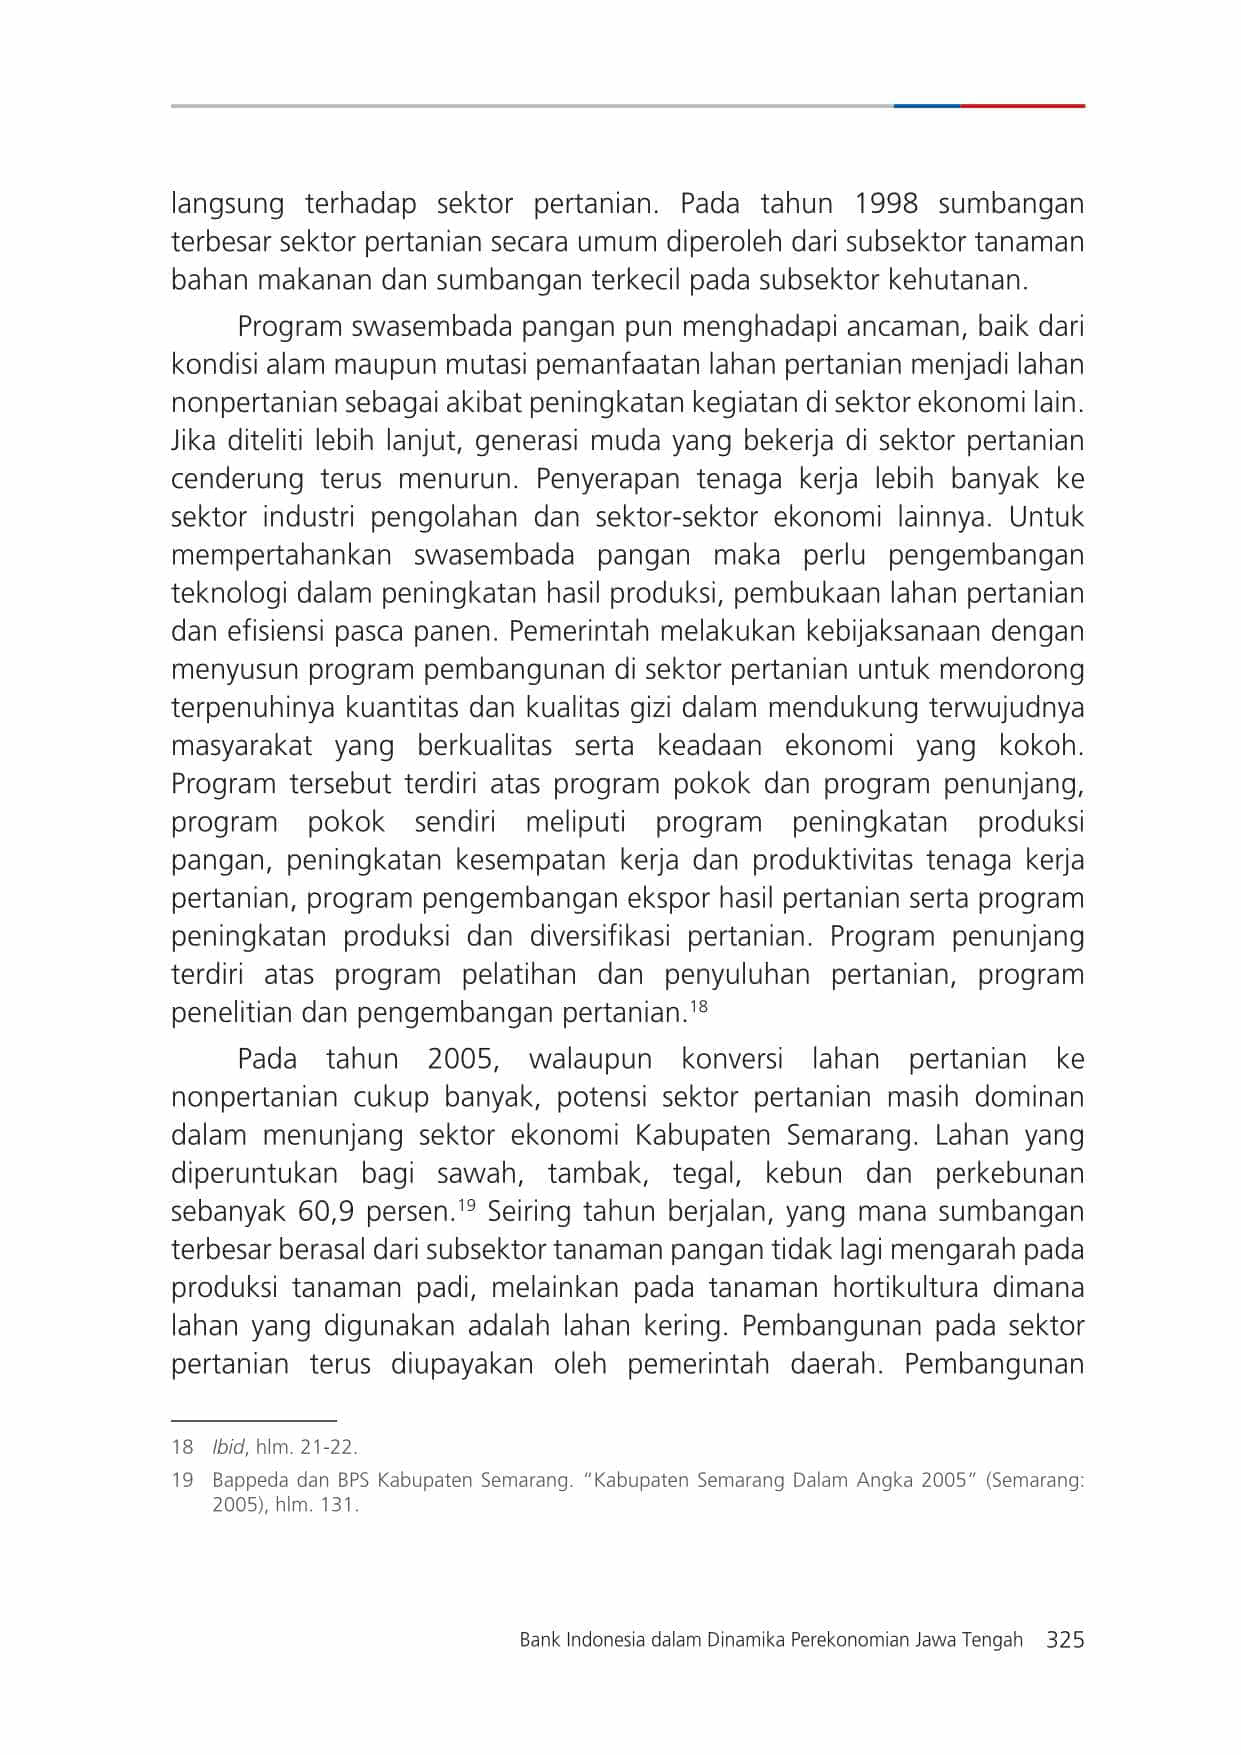 langsung terhadap sektor pertanian. Pada tahun 1998 sumbangan
terbesar sektor pertanian secara umum diperoleh dari subsektor tanaman
bahan makanan dan sumbangan terkecil pada subsektor kehutanan.
Program swasembada pangan pun menghadapi ancaman, baik dari
kondisi alam maupun mutasi pemanfaatan lahan pertanian menjadi lahan
nonpertanian sebagai akibat peningkatan kegiatan di sektor ekonomi lain.
Jika diteliti lebih lanjut, generasi muda yang bekerja di sektor pertanian
cenderung terus menurun. Penyerapan tenaga kerja lebih banyak ke
sektor industri pengolahan dan sektor-sektor ekonomi lainnya. Untuk
mempertahankan swasembada pangan maka perlu pengembangan
teknologi dalam peningkatan hasil produksi, pembukaan lahan pertanian
dan efisiensi pasca panen. Pemerintah melakukan kebijaksanaan dengan
menyusun program pembangunan di sektor pertanian untuk mendorong
terpenuhinya kuantitas dan kualitas gizi dalam mendukung terwujudnya
masyarakat yang berkualitas serta keadaan ekonomi yang kokoh.
Program tersebut terdiri atas program pokok dan program penunjang,
program pokok sendiri meliputi program peningkatan produksi
pangan, peningkatan kesempatan kerja dan produktivitas tenaga kerja
pertanian, program pengembangan ekspor hasil pertanian serta program
peningkatan produksi dan diversifikasi pertanian. Program penunjang
terdiri atas program pelatihan dan penyuluhan pertanian, program
penelitian dan pengembangan pertanian.18
Pada tahun 2005, walaupun konversi lahan pertanian ke
nonpertanian cukup banyak, potensi sektor pertanian masih dominan
dalam menunjang sektor ekonomi Kabupaten Semarang. Lahan yang
diperuntukan bagi sawah, tambak, tegal, kebun dan perkebunan
sebanyak 60,9 persen.19 Seiring tahun berjalan, yang mana sumbangan
terbesar berasal dari subsektor tanaman pangan tidak lagi mengarah pada
produksi tanaman padi, melainkan pada tanaman hortikultura dimana
lahan yang digunakan adalah lahan kering. Pembangunan pada sektor
pertanian terus diupayakan oleh pemerintah daerah. Pembangunan
18 Ibid, hlm. 21-22.
19 Bappeda dan BPS Kabupaten Semarang. “Kabupaten Semarang Dalam Angka 2005” (Semarang:
2005), hlm. 131.
Bank Indonesia dalam Dinamika Perekonomian Jawa Tengah 325